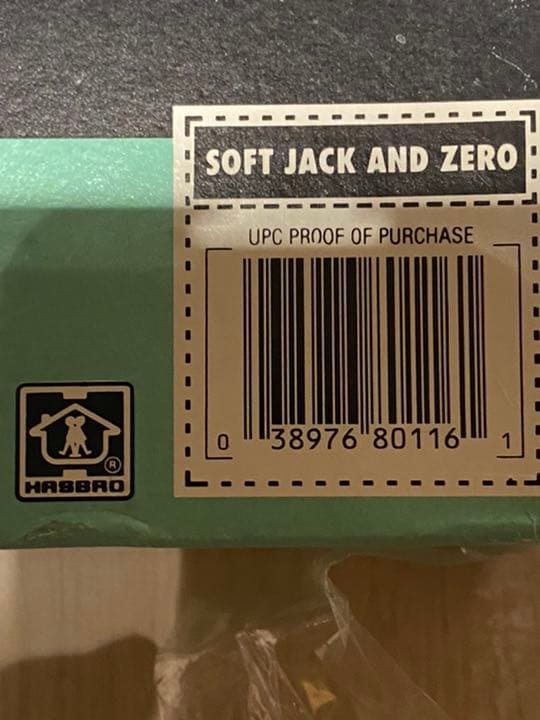 SOFT JACK AND ZERO
UPC PROOF OF PURCHASE
0 38976 80116 1
®
HASBRO